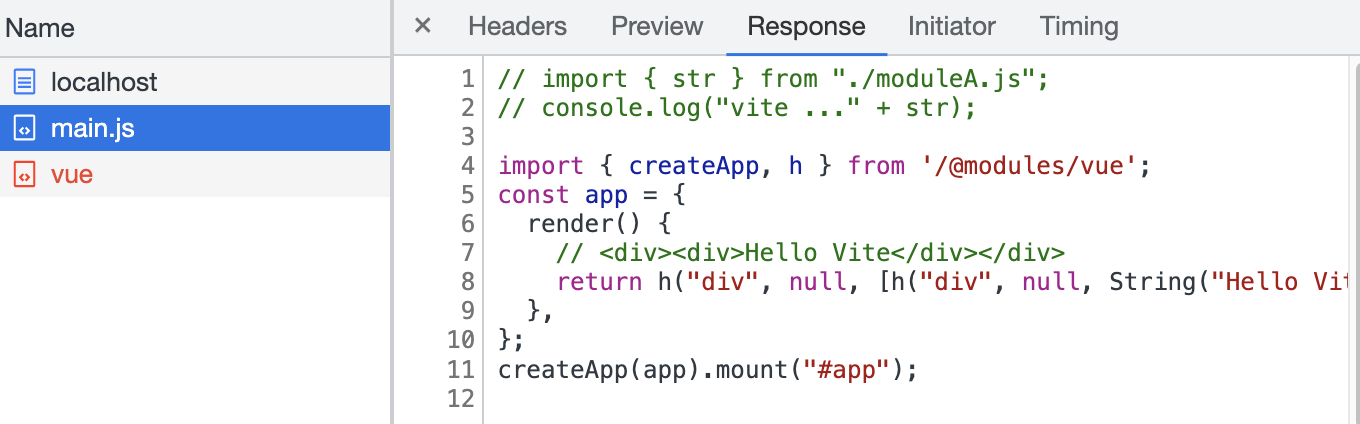 Name
localhost
main.js
vue
× Headers Preview Response Initiator Timing
1 // import { str } from "./moduleA.js";
2 // console.log("vite ..." + str);
3
4 import { createApp, h } from '/@modules/vue';
5 const app = {
6   render() {
7     // <div><div>Hello Vite</div></div>
8     return h("div", null, [h("div", null, String("Hello Vit
9   },
10 };
11 createApp(app).mount("#app");
12